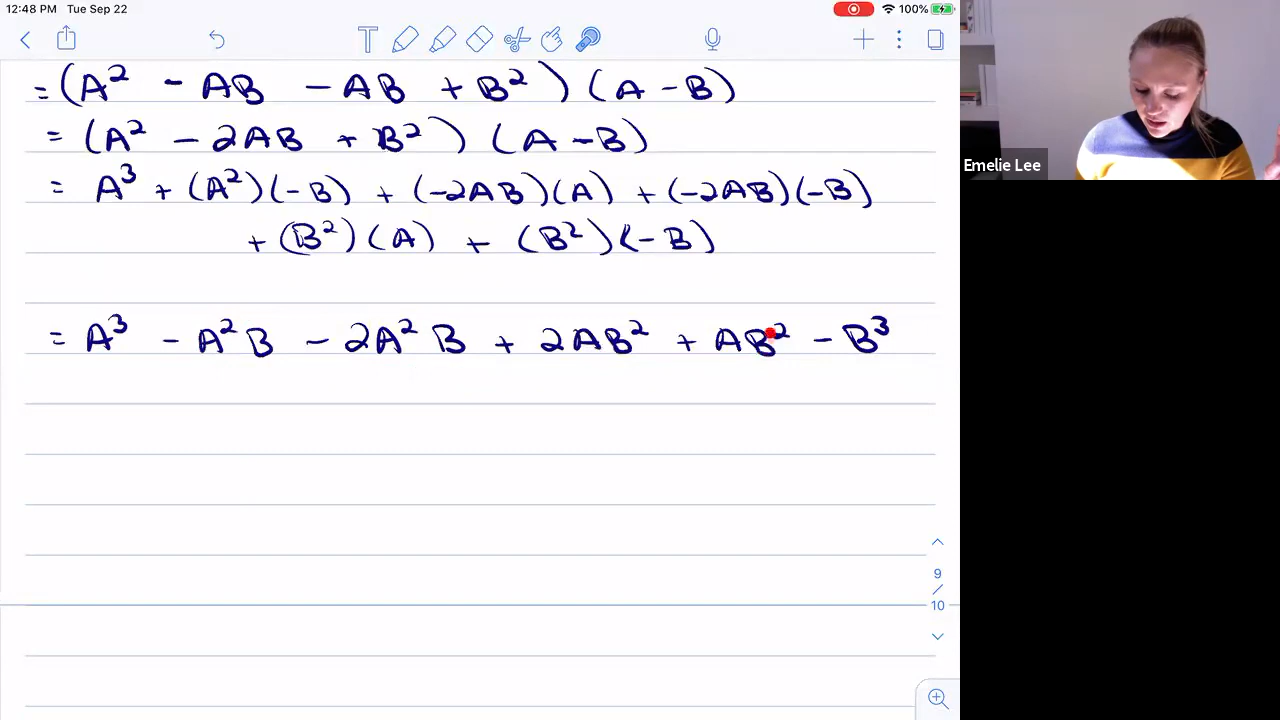 12:48 PM Tue Sep 22
100%
=(A² - AB - AB + B²) (A - B)
= (A² - 2AB + B²) (A - B)
Emelie Lee
= A³ + (A²)(-B) + (-2AB)(A) + (-2AB)(-B)
+ (B²)(A) + (B²)(-B)
= A³ - A²B - 2A²B + 2AB² + AB² - B³
9
/
10